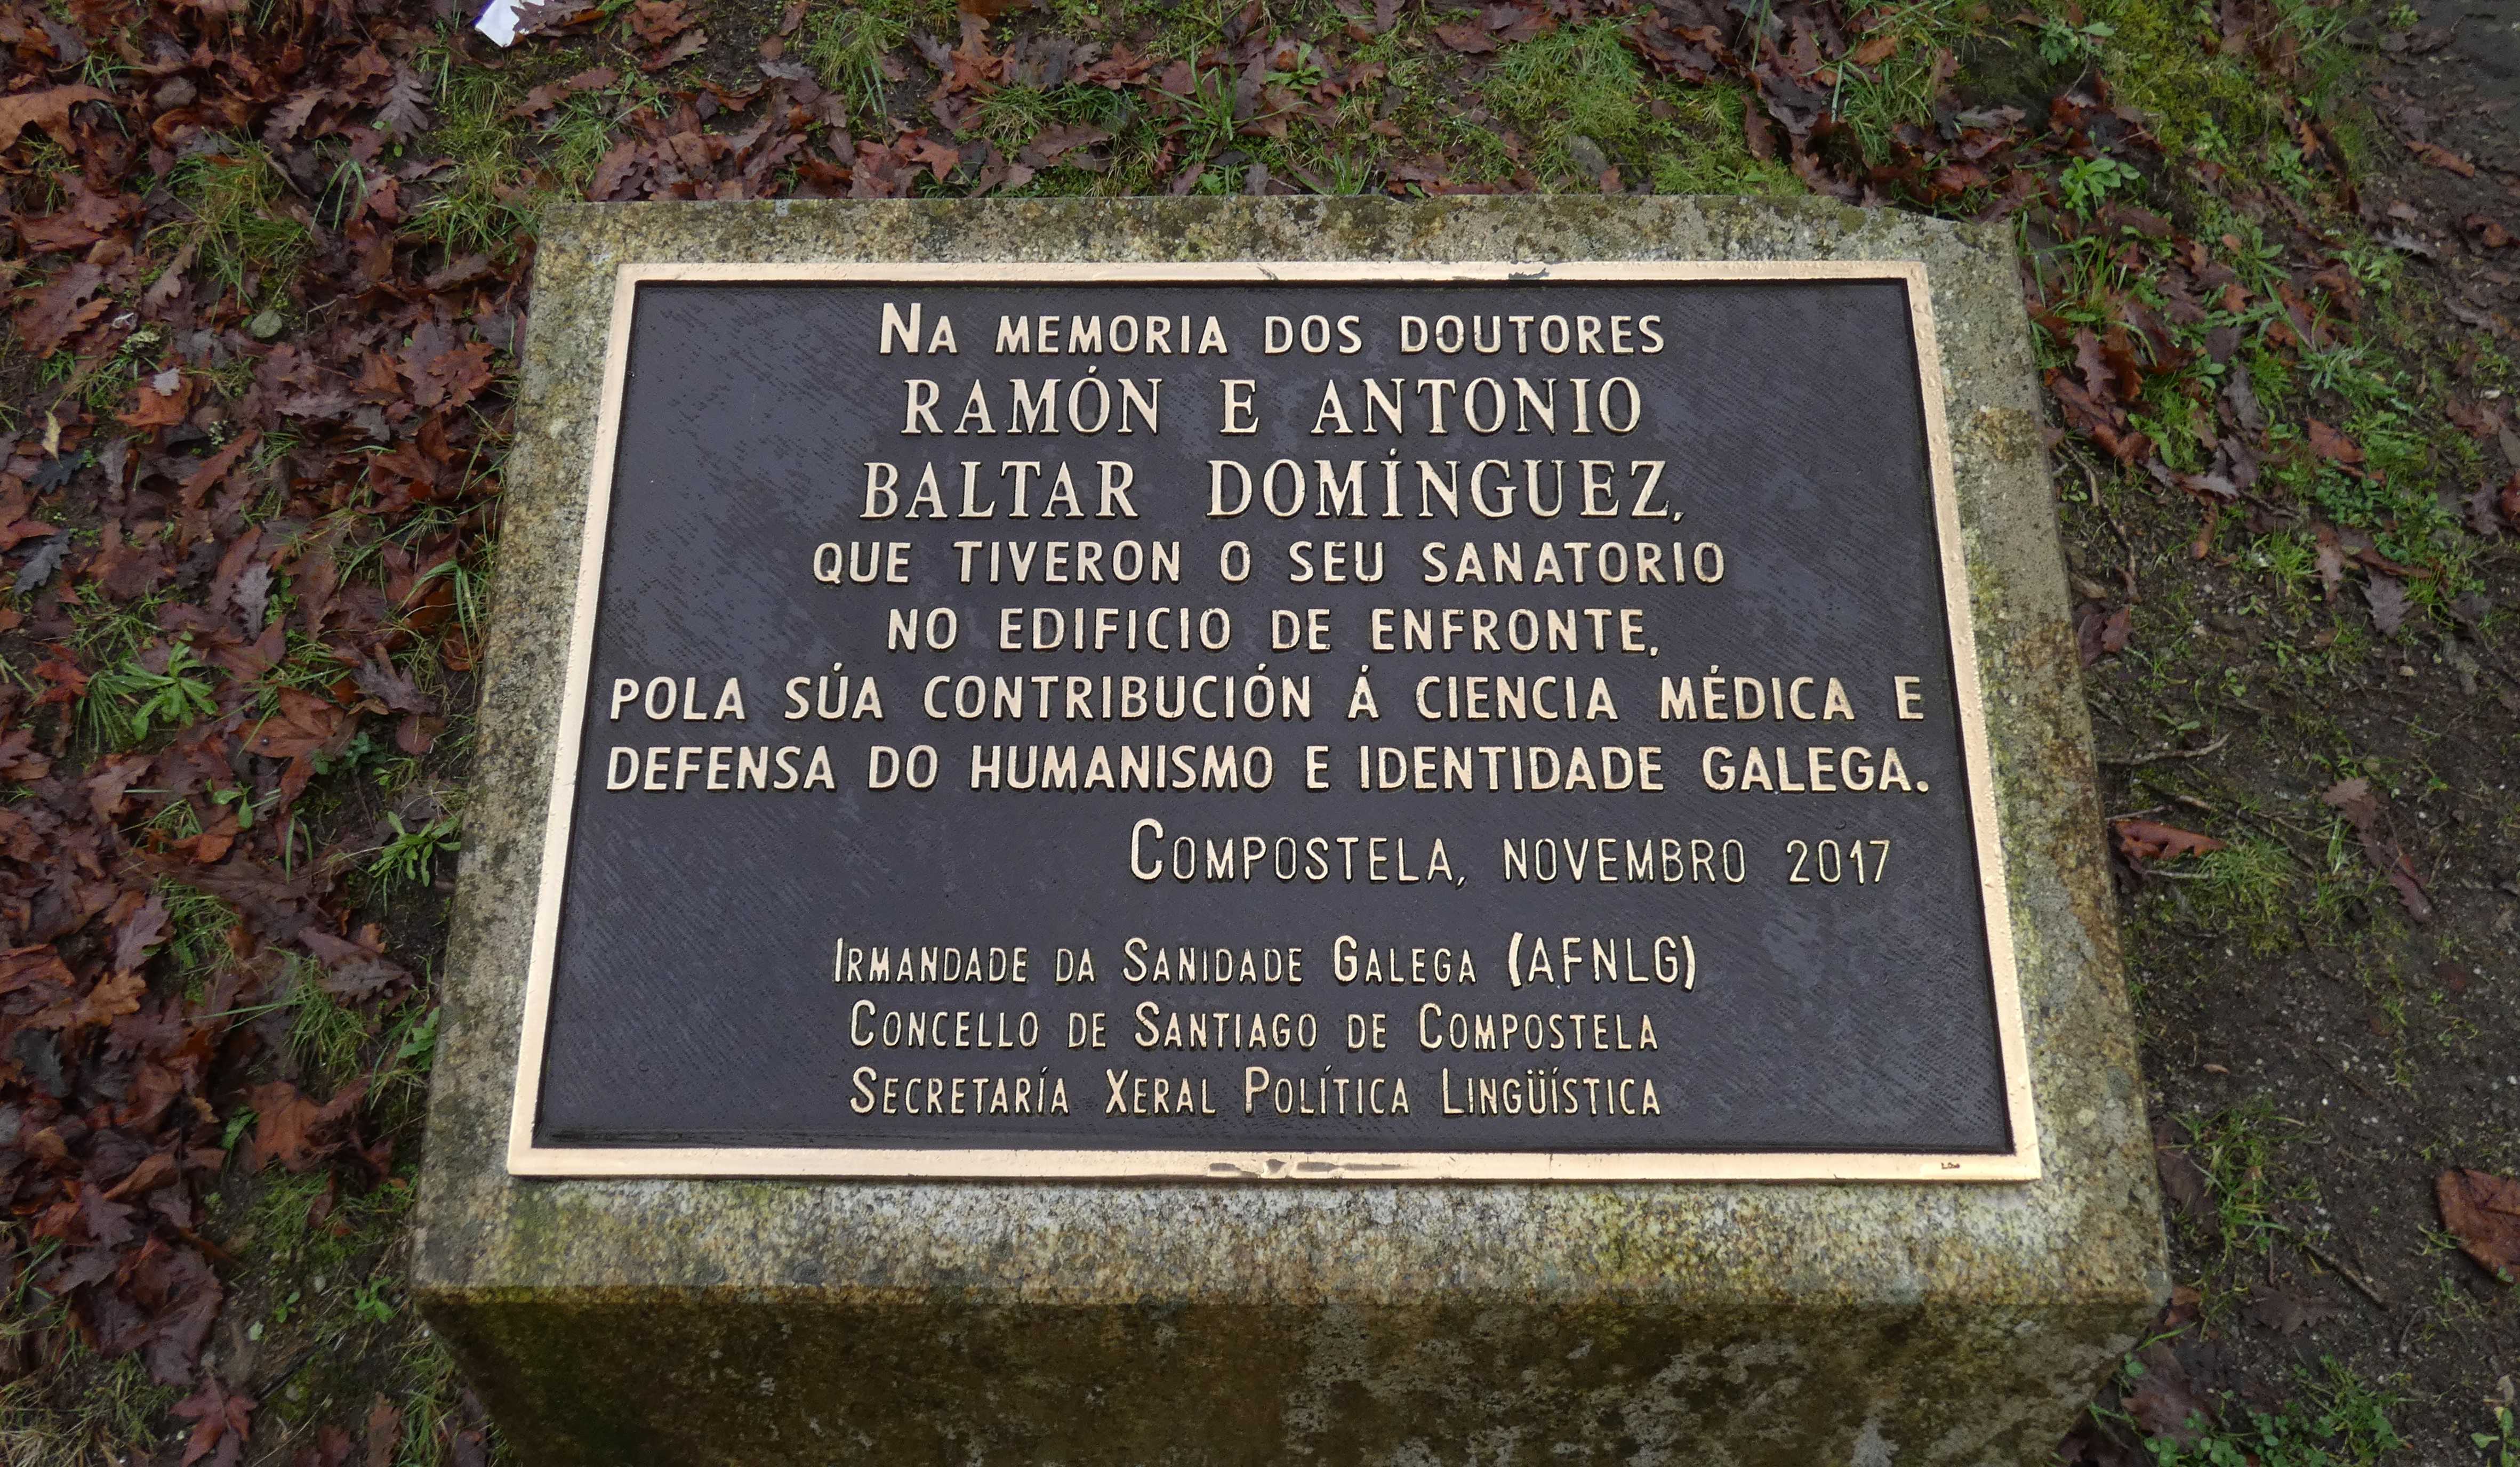 NA MEMORIA DOS DOUTORES
RAMÓN E ANTONIO
BALTAR DOMÍNGUEZ,
QUE TIVERON O SEU SANATORIO
NO EDIFICIO DE ENFRONTE,
POLA SÚA CONTRIBUCIÓN Á CIENCIA MÉDICA E
DEFENSA DO HUMANISMO E IDENTIDADE GALEGA.
COMPOSTELA, NOVEMBRO 2017
IRMANDADE DA SANIDADE GALEGA (AFNLG)
CONCELLO DE SANTIAGO DE COMPOSTELA
SECRETARÍA XERAL POLÍTICA LINGÜÍSTICA